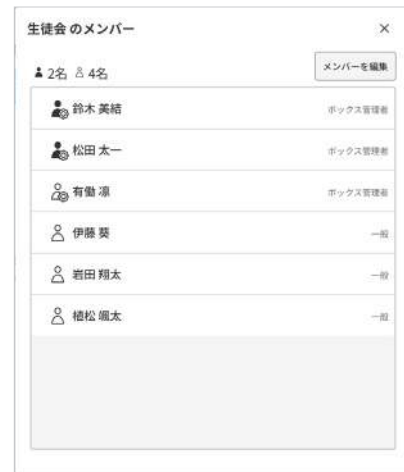 生徒会 のメンバー
2名 4名
メンバーを編集
鈴木 美結
ボックス管理者
松田 太一
ボックス管理者
有働 凛
ボックス管理者
伊藤 葵
一般
岩田 翔太
一般
植松 颯太
一般